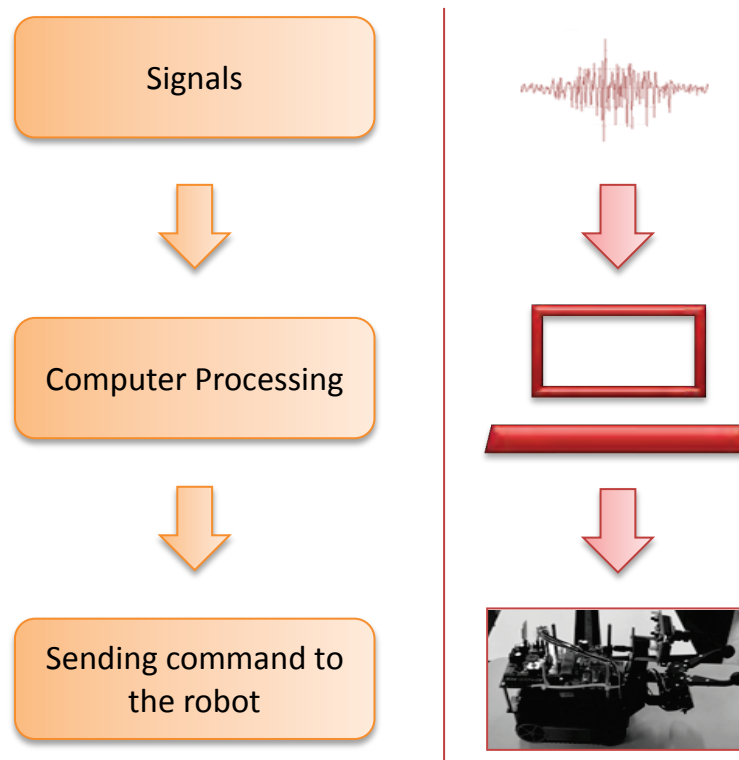 Signals
Computer Processing
Sending command to
the robot